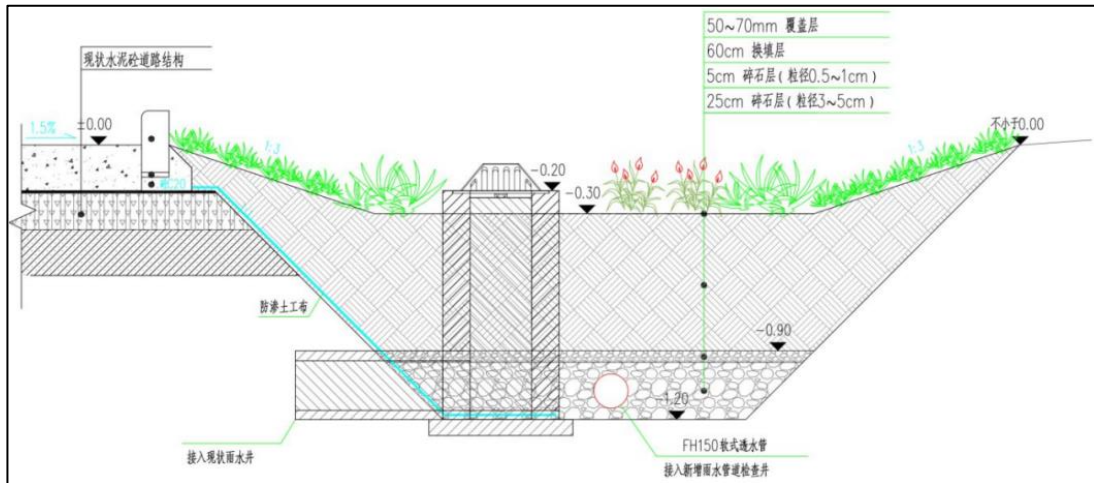 50~70mm 覆盖层
60cm 换填层
5cm 碎石层(粒径0.5~1cm)
25cm 碎石层(粒径3~5cm)
现状水泥砼道路结构
1.5%
±0.00
1:3
-0.20
-0.30
1:3
不小于0.00
防渗土工布
-0.90
-1.20
接入现状雨水井
FH150软式透水管
接入新增雨水管道检查井